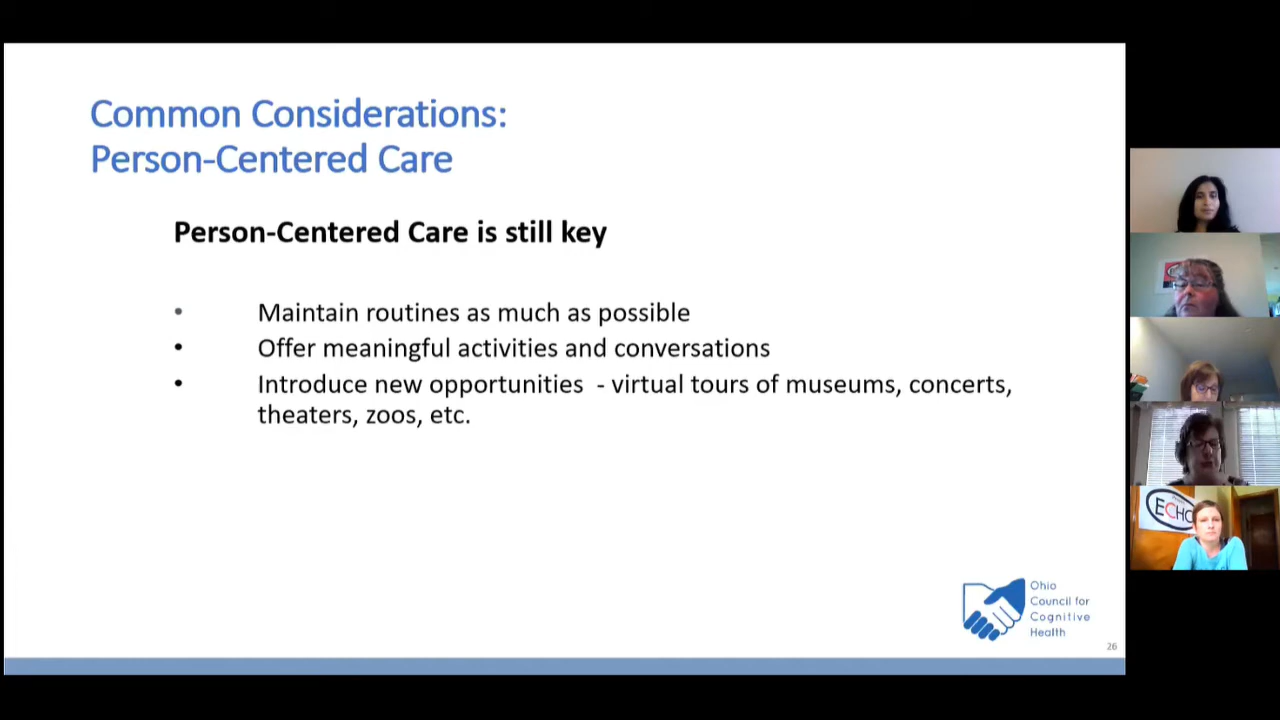 Common Considerations:
Person-Centered Care
Person-Centered Care is still key
• Maintain routines as much as possible
• Offer meaningful activities and conversations
• Introduce new opportunities - virtual tours of museums, concerts,
theaters, zoos, etc.
Ohio
Council for
Cognitive
Health
26
ECHO